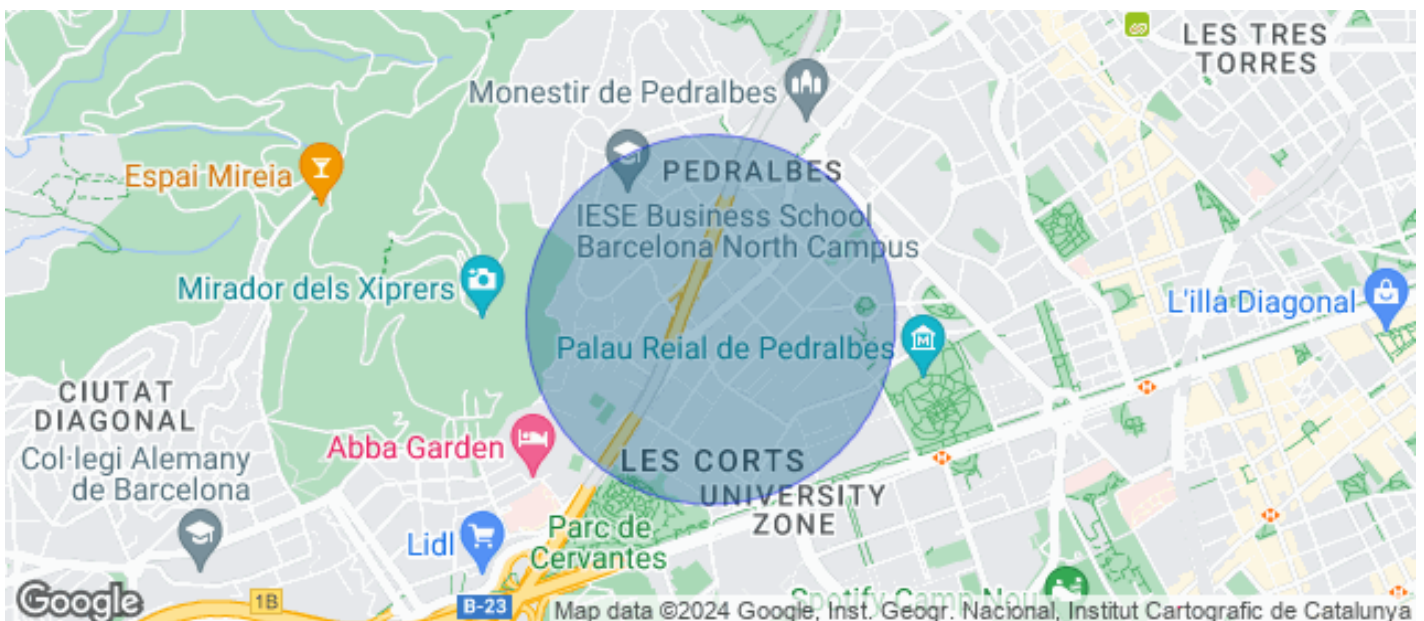 LES TRES
TORRES
Monestir de Pedralbes
PEDRALBES
Espai Mireia
IESE Business School
Barcelona North Campus
Mirador dels Xiprers
L'illa Diagonal
Palau Reial de Pedralbes
CIUTAT
DIAGONAL
Abba Garden
Col·legi Alemany
de Barcelona
LES CORTS
UNIVERSITY
ZONE
Parc de
Cervantes
Lidl
Spotify Camp Nou
Google
1B
B-23
Map data ©2024 Google, Inst. Geogr. Nacional, Institut Cartografic de Catalunya